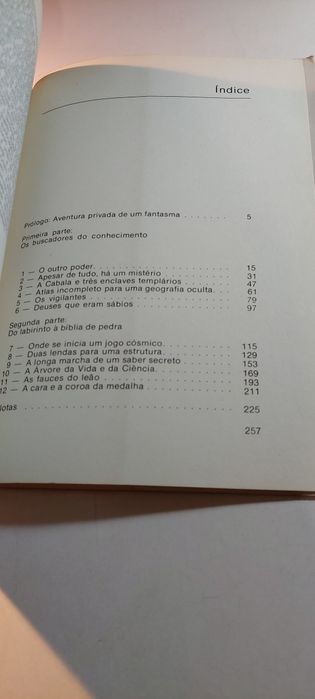 Índice
Prólogo: Aventura privada de um fantasma . . . . . . . 5
Primeira parte:
Os buscadores do conhecimento
1 — O outro poder. . . . . . . . . . . . . . . . . . . . 15
2 — Apesar de tudo, há um mistério . . . . . . . . . 31
3 — A Cabala e três enclaves templários . . . . . . . 47
4 — Atlas incompleto para uma geografia oculta. . . . 61
5 — Os vigilantes . . . . . . . . . . . . . . . . . . . . 79
6 — Deuses que eram sábios . . . . . . . . . . . . . 97
Segunda parte:
Do labirinto à bíblia de pedra
7 — Onde se inicia um jogo cósmico . . . . . . . . . 115
8 — Duas lendas para uma estrutura . . . . . . . . . 129
9 — A longa marcha de um saber secreto . . . . . . . 153
10 — A Árvore da Vida e da Ciência. . . . . . . . . . 169
11 — As fauces do leão . . . . . . . . . . . . . . . . 193
12 — A cara e a coroa da medalha . . . . . . . . . . . 211
Notas . . . . . . . . . . . . . . . . . . . . . . . . 225
257